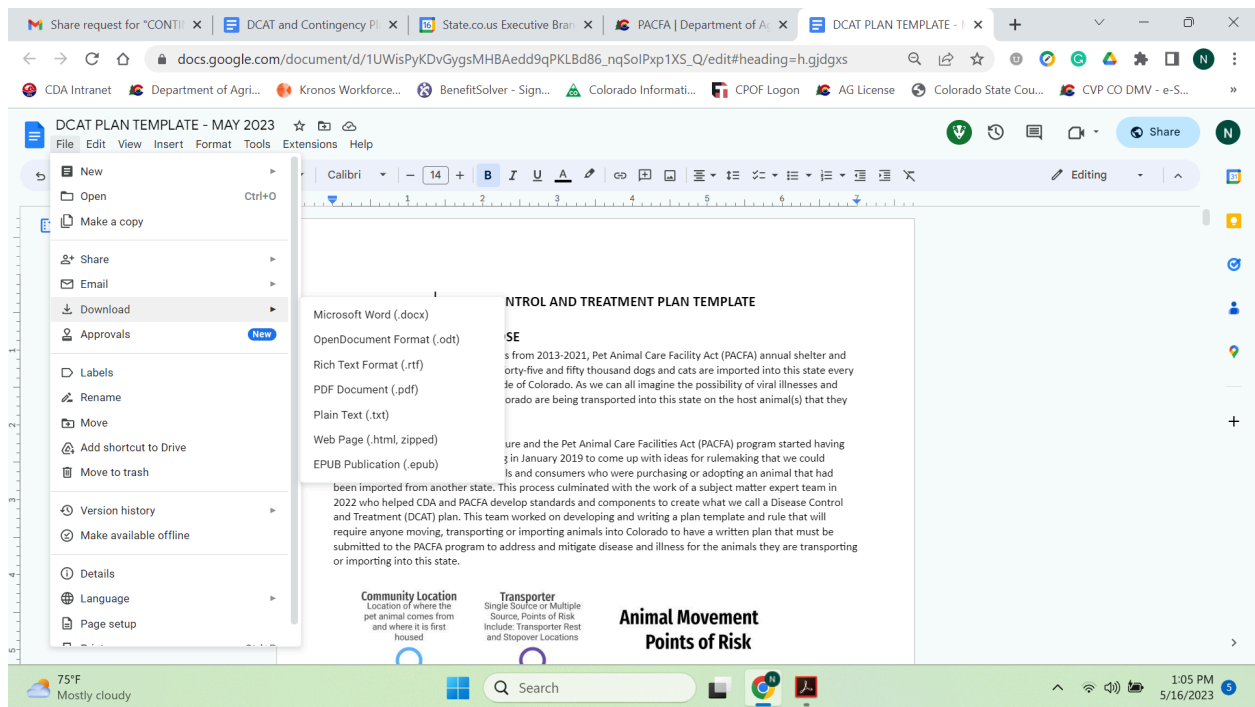 Share request for "CONTI
DCAT and Contingency Pl
State.co.us Executive Bran
PACFA | Department of Ag
DCAT PLAN TEMPLATE - M
docs.google.com/document/d/1UWisPyKDvGygsMHBAedd9qPKLBd86_nqSoIPxp1XS_Q/edit#heading=h.gjdgxs
CDA Intranet Department of Agri... Kronos Workforce... BenefitSolver - Sign... Colorado Informati... CPOF Logon AG License Colorado State Cou... CVP CO DMV - e-S... »
DCAT PLAN TEMPLATE - MAY 2023
File Edit View Insert Format Tools Extensions Help
Share
N
Calibri 14 B I U A Editing
1 2 3 4 5 6 7
New
Open Ctrl+O
Make a copy
Share
Email
Download
Approvals New
Labels
Rename
Move
Add shortcut to Drive
Move to trash
Version history
Make available offline
Details
Language
Page setup
Microsoft Word (.docx)
OpenDocument Format (.odt)
Rich Text Format (.rtf)
PDF Document (.pdf)
Plain Text (.txt)
Web Page (.html, zipped)
EPUB Publication (.epub)
NTROL AND TREATMENT PLAN TEMPLATE
SE
s from 2013-2021, Pet Animal Care Facility Act (PACFA) annual shelter and
orty-five and fifty thousand dogs and cats are imported into this state every
de of Colorado. As we can all imagine the possibility of viral illnesses and
orado are being transported into this state on the host animal(s) that they
ure and the Pet Animal Care Facilities Act (PACFA) program started having
g in January 2019 to come up with ideas for rulemaking that we could
ls and consumers who were purchasing or adopting an animal that had
been imported from another state. This process culminated with the work of a subject matter expert team in
2022 who helped CDA and PACFA develop standards and components to create what we call a Disease Control
and Treatment (DCAT) plan. This team worked on developing and writing a plan template and rule that will
require anyone moving, transporting or importing animals into Colorado to have a written plan that must be
submitted to the PACFA program to address and mitigate disease and illness for the animals they are transporting
or importing into this state.
Community Location
Location of where the
pet animal comes from
and where it is first
housed
Transporter
Single Source or Multiple
Source, Points of Risk
Include: Transporter Rest
and Stopover Locations
Animal Movement
Points of Risk
75°F
Mostly cloudy
Search
1:05 PM
5/16/2023
5